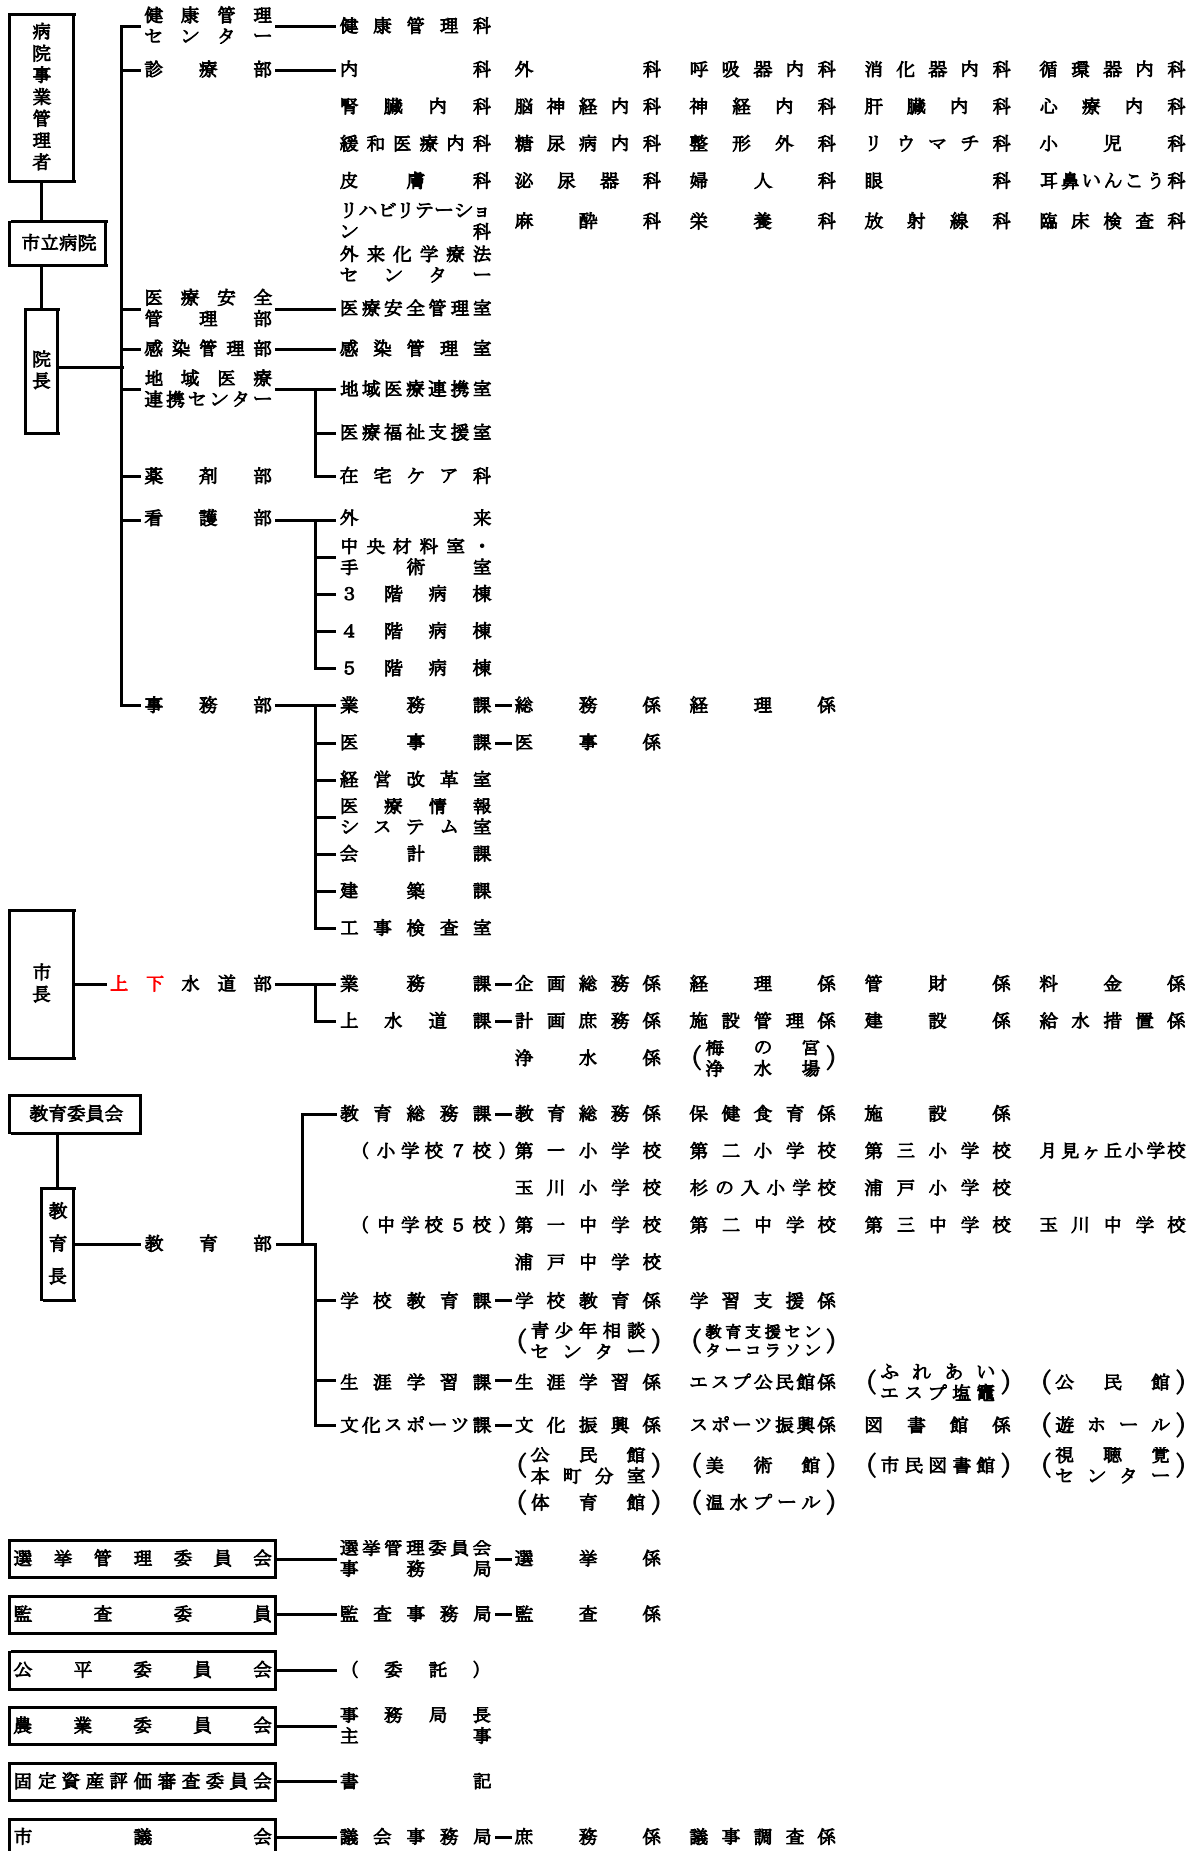 病院事業管理者
市立病院
院長
健康管理センター 健康管理科
診療部 内科 外科 呼吸器内科 消化器内科 循環器内科
腎臓内科 脳神経内科 神経内科 肝臓内科 心療内科
緩和医療内科 糖尿病内科 整形外科 リウマチ科 小児科
皮膚科 泌尿器科 婦人科 眼科 耳鼻いんこう科
リハビリテーション科 麻酔科 栄養科 放射線科 臨床検査科
外来化学療法センター
医療安全管理部 医療安全管理室
感染管理部 感染管理室
地域医療連携センター 地域医療連携室
医療福祉支援室
薬剤部 在宅ケア科
看護部 外来
中央材料室・手術室
3階病棟
4階病棟
5階病棟
事務部 業務課 総務係 経理係
医事課 医事係
経営改革室
医療情報システム室
会計課
建築課
工事検査室
市長
上下水道部 業務課 企画総務係 経理係 管財係 料金係
上水道課 計画庶務係 施設管理係 建設係 給水措置係
浄水係 (梅の宮浄水場)
教育委員会
教育長
教育部
教育総務課 教育総務係 保健食育係 施設係
(小学校7校) 第一小学校 第二小学校 第三小学校 月見ヶ丘小学校
玉川小学校 杉の入小学校 浦戸小学校
(中学校5校) 第一中学校 第二中学校 第三中学校 玉川中学校
浦戸中学校
学校教育課 学校教育係 学習支援係
(青少年相談センター) (教育支援センターコラソン)
生涯学習課 生涯学習係 エスプ公民館係 (ふれあいエスプ塩竈) (公民館)
文化スポーツ課 文化振興係 スポーツ振興係 図書館係 (遊ホール)
(公民館本町分室) (美術館) (市民図書館) (視聴覚センター)
(体育館) (温水プール)
選挙管理委員会 選挙管理委員会事務局 選挙係
監査委員 監査事務局 監査係
公平委員会 (委託)
農業委員会 事務局長
主事
固定資産評価審査委員会 書記
市議会 議会事務局 庶務係 議事調査係